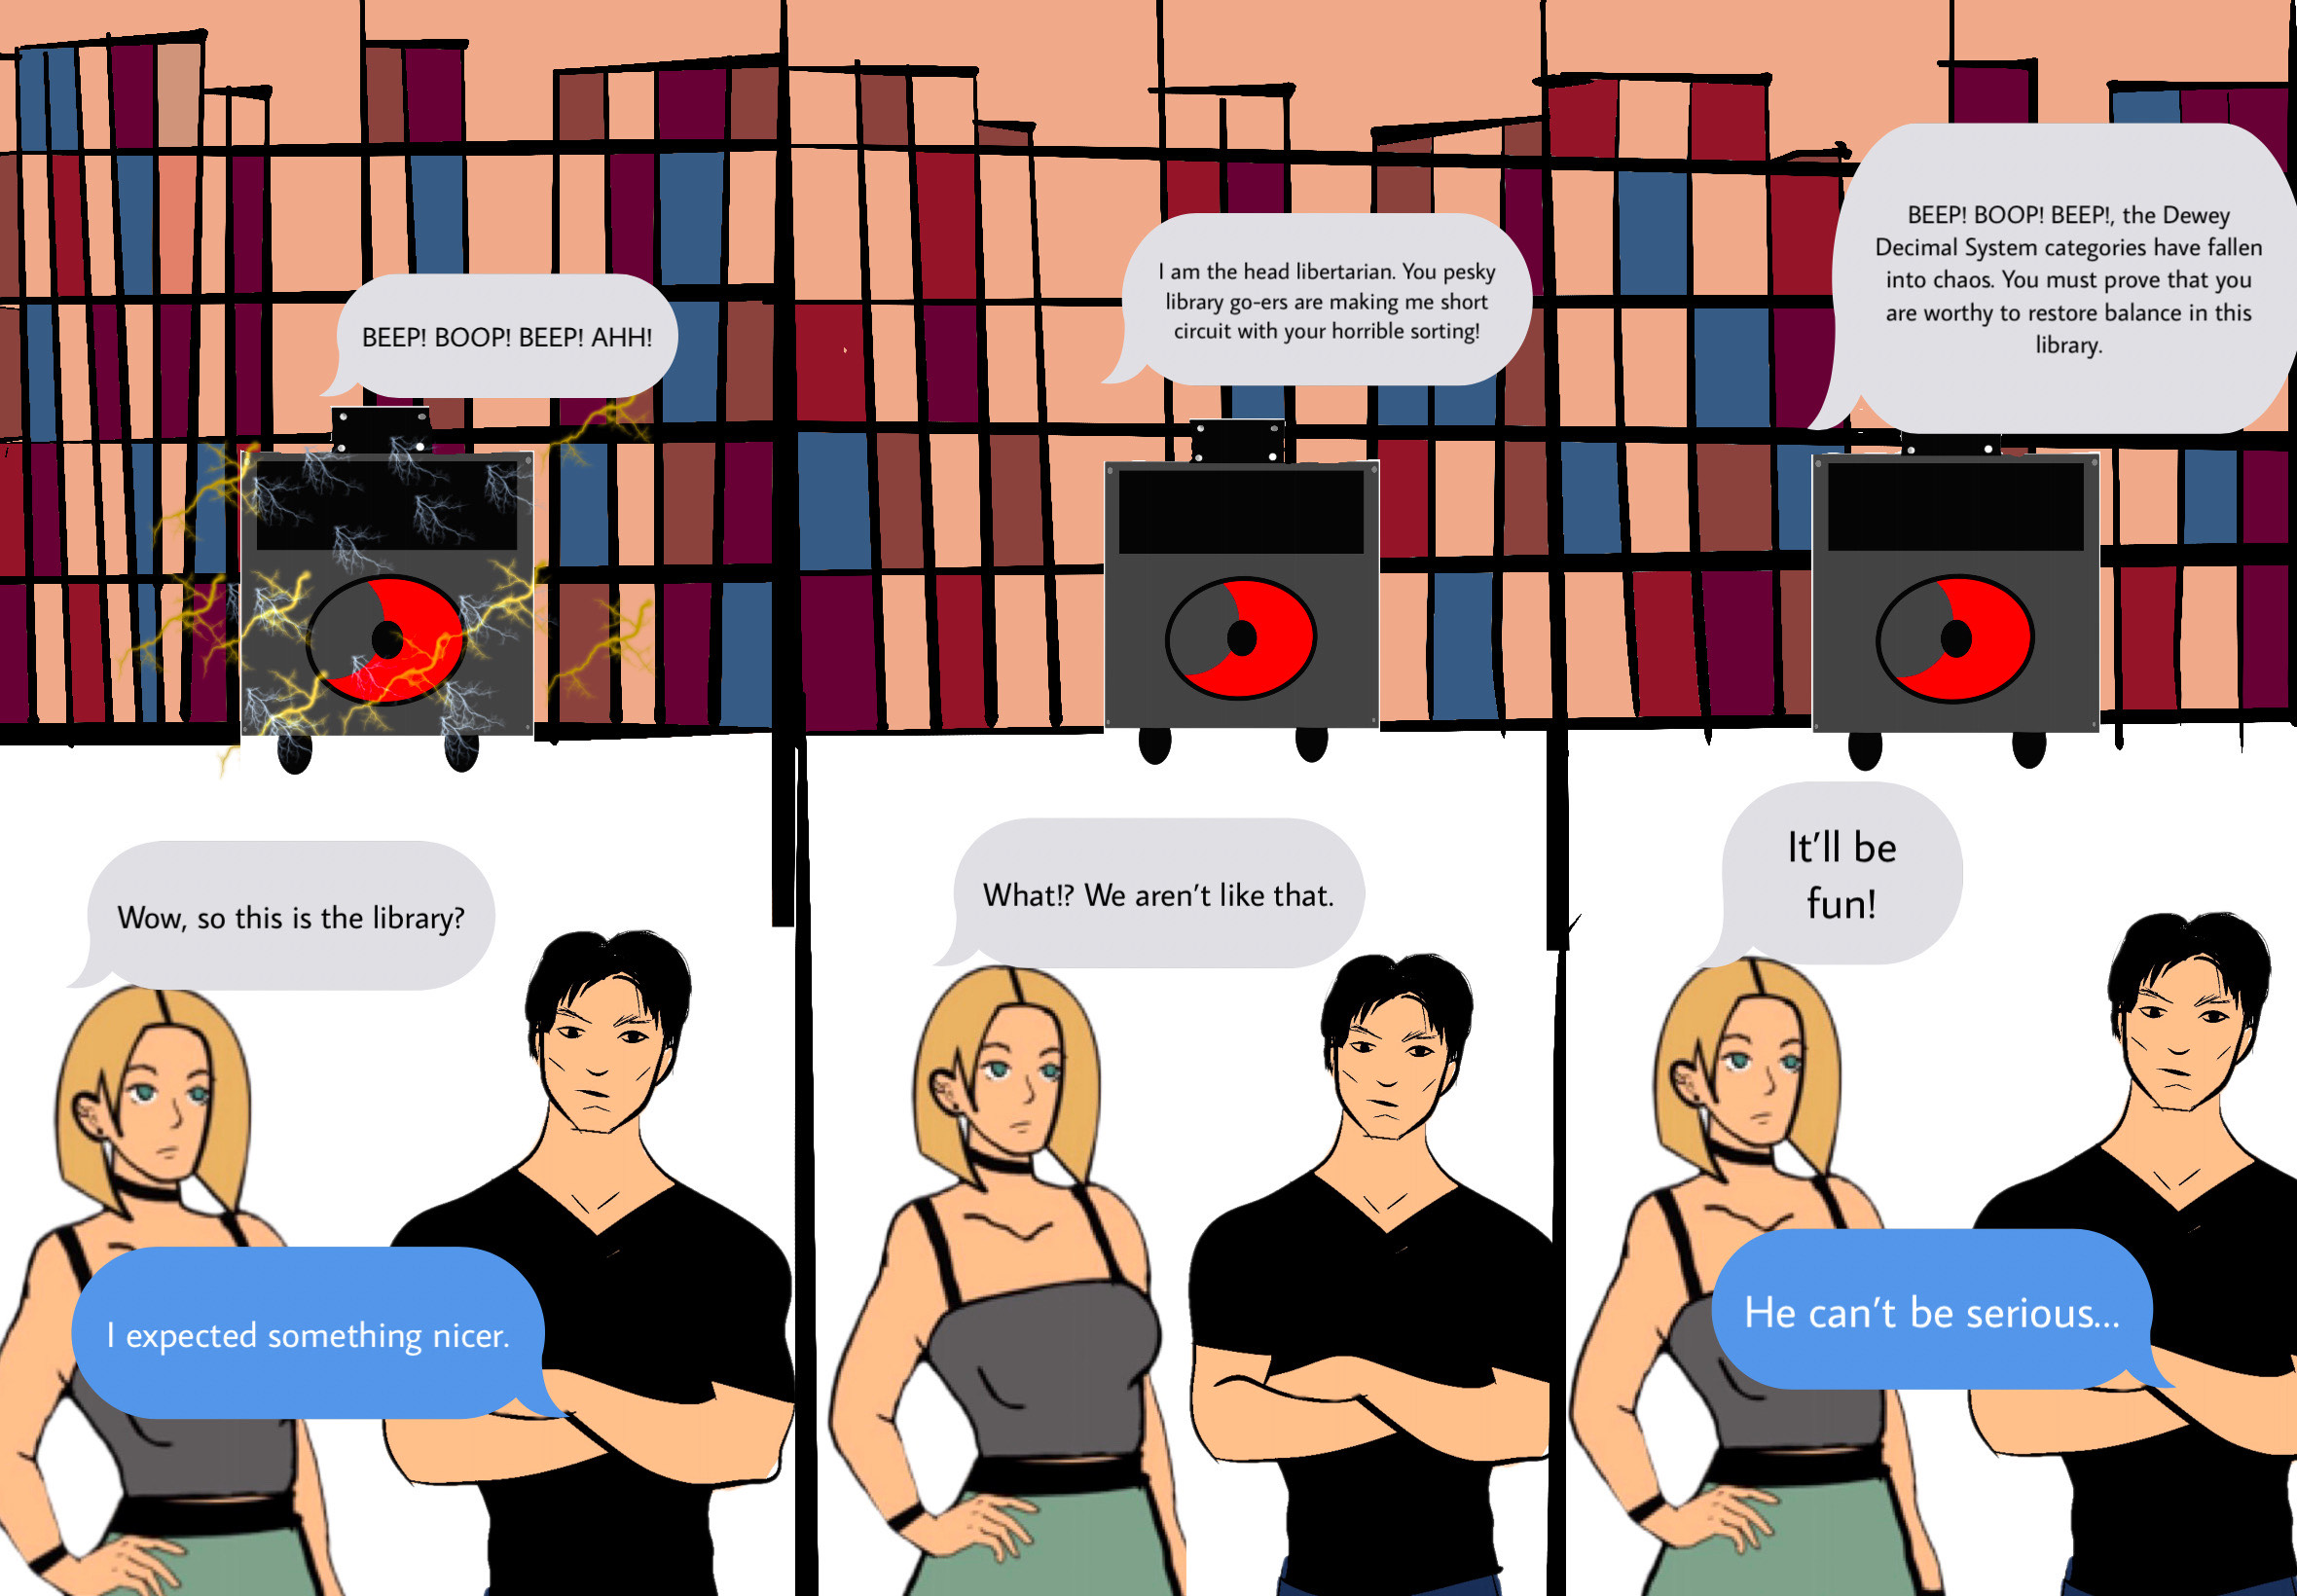 BEEP! BOOP! BEEP! AHH!
Wow, so this is the library?
I expected something nicer.
I am the head libertarian. You pesky
library go-ers are making me short
circuit with your horrible sorting!
What!? We aren't like that.
BEEP! BOOP! BEEP!, the Dewey
Decimal System categories have fallen
into chaos. You must prove that you
are worthy to restore balance in this
library.
It'll be
fun!
He can't be serious...